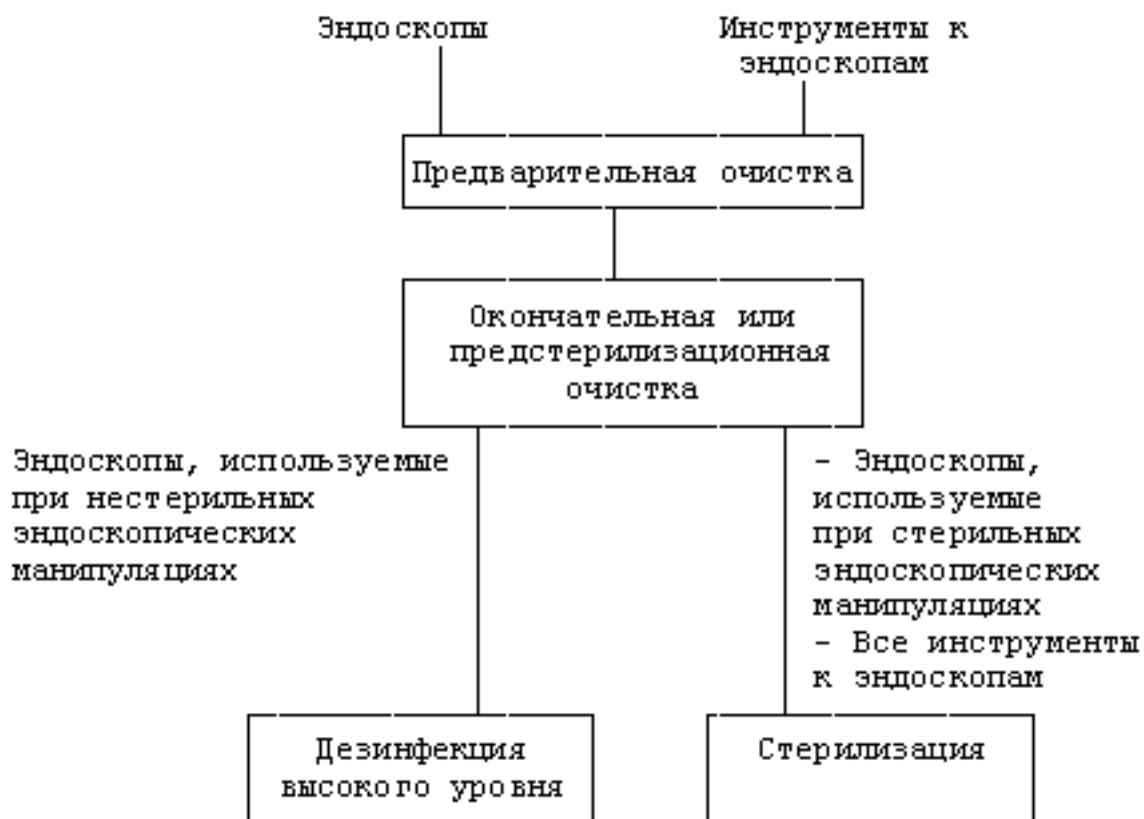 Эндоскопы
Инструменты к
эндоскопам
Предварительная очистка
Окончательная или
предстерилизационная
очистка
Эндоскопы, используемые
при нестерильных
эндоскопических
манипуляциях
- Эндоскопы,
используемые
при стерильных
эндоскопических
манипуляциях
- Все инструменты
к эндоскопам
Дезинфекция
высокого уровня
Стерилизация